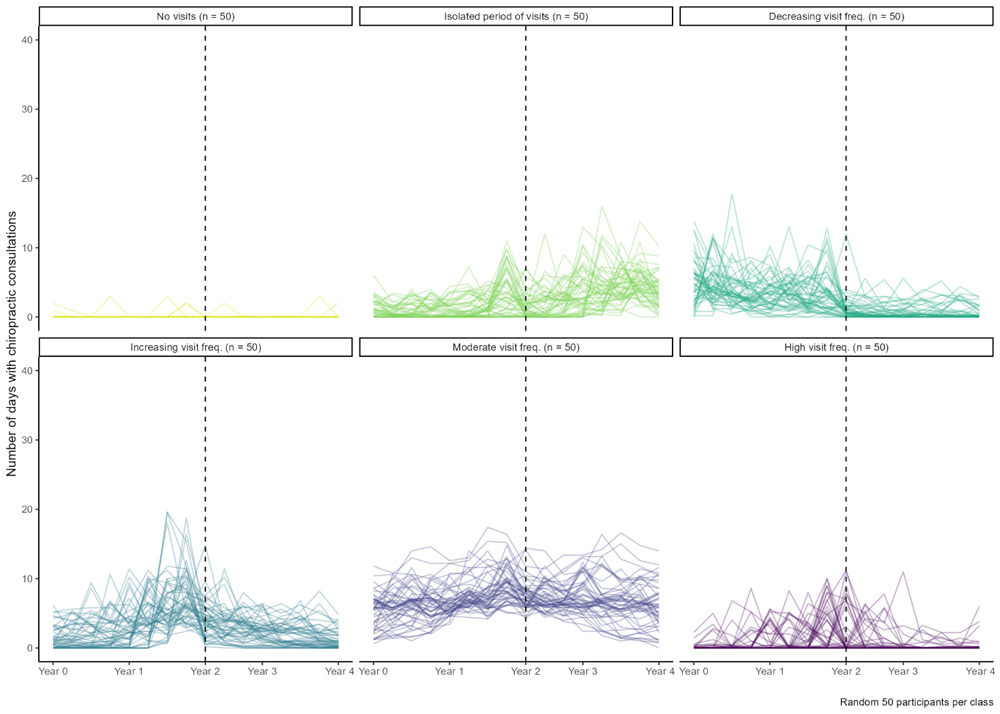 No visits (n = 50)
Isolated period of visits (n = 50)
Decreasing visit freq. (n = 50)
40
30
20
10
0
Number of days with chiropractic consultations
Increasing visit freq. (n = 50)
Moderate visit freq. (n = 50)
High visit freq. (n = 50)
40
30
20
10
0
Year 0 Year 1 Year 2 Year 3 Year 4
Year 0 Year 1 Year 2 Year 3 Year 4
Year 0 Year 1 Year 2 Year 3 Year 4
Random 50 participants per class